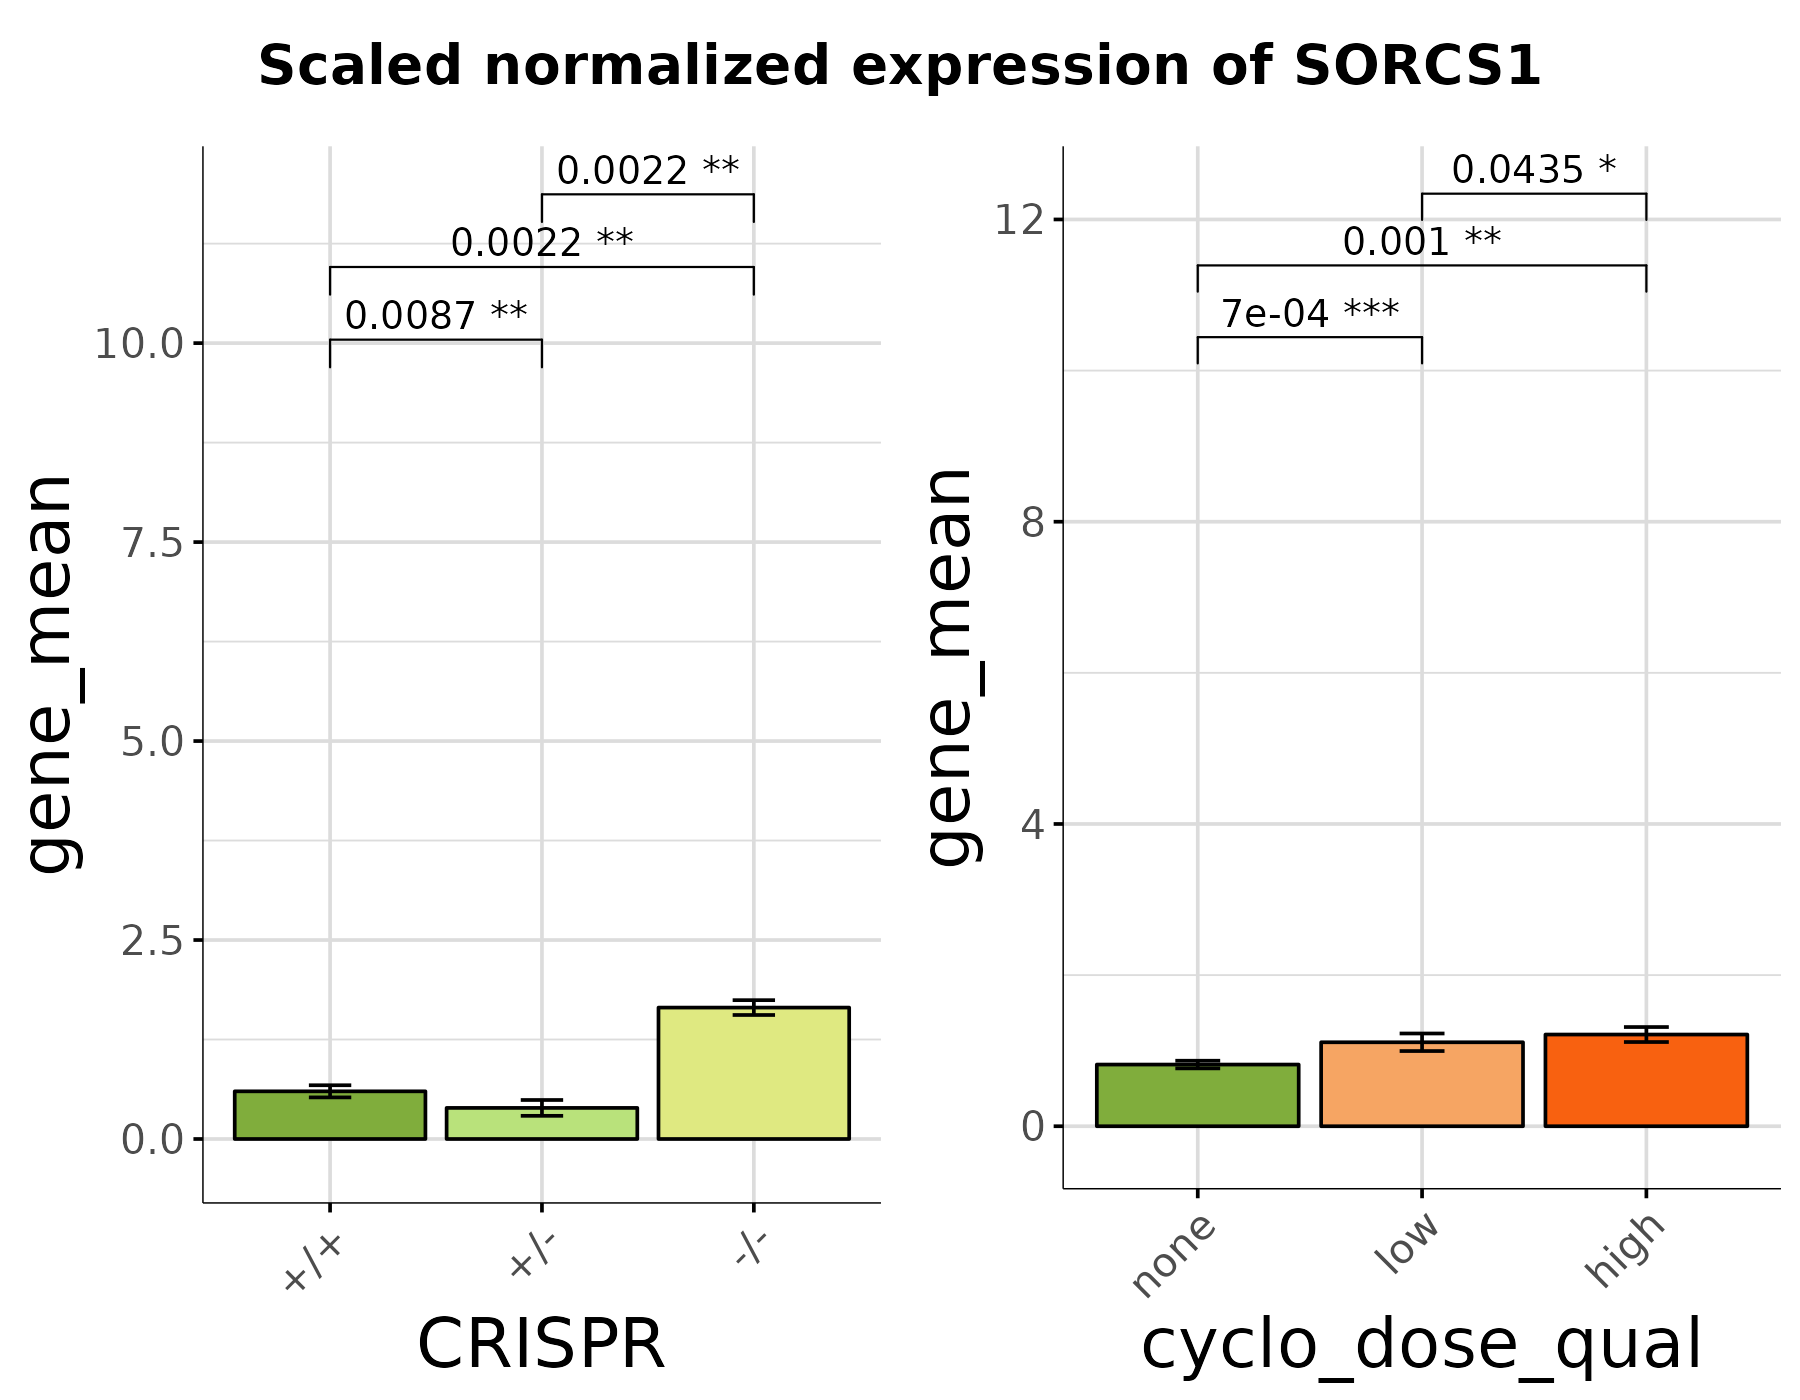 Scaled normalized expression of SORCS1
0.0022 **
0.0022 **
0.0087 **
10.0
7.5
5.0
2.5
0.0
gene_mean
+/+
+/-
-/-
CRISPR
0.0435 *
12
0.001 **
7e-04 ***
8
4
0
gene_mean
none
low
high
cyclo_dose_qual